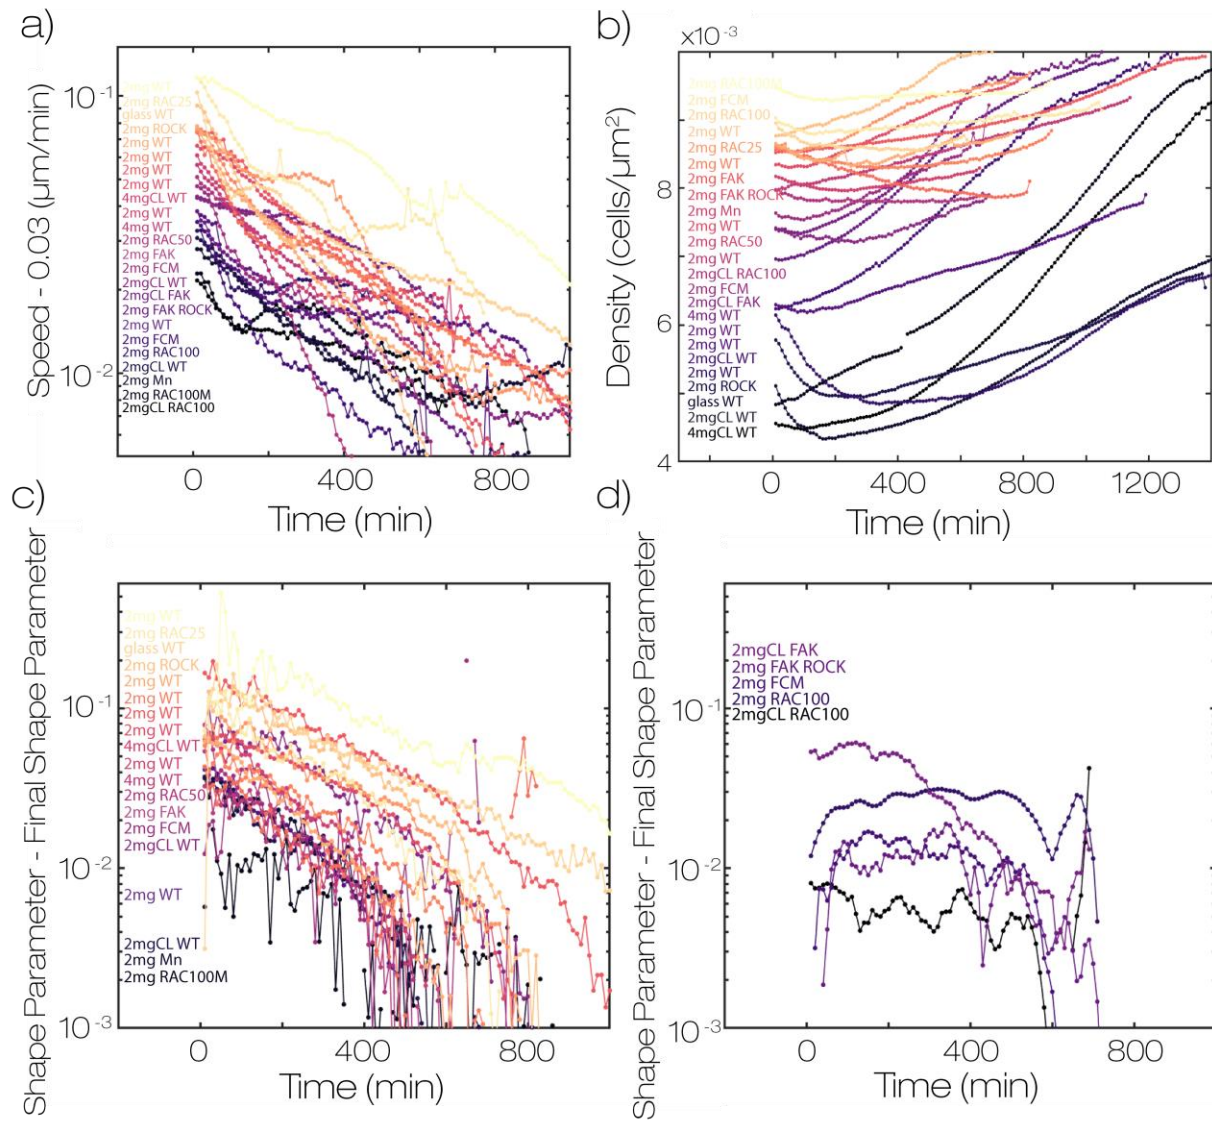 a)
Speed - 0.03 (μm/min)
10⁻¹
10⁻²
2mg WT
2mg RAC25
glass WT
2mg ROCK
2mg WT
2mg WT
2mg WT
2mg WT
4mgCL WT
2mg WT
4mg WT
2mg RAC50
2mg FAK
2mg FCM
2mgCL WT
2mgCL FAK
2mg FAK ROCK
2mg WT
2mg FCM
2mg RAC100
2mgCL WT
2mg Mn
2mg RAC100M
2mgCL RAC100
0 400 800
Time (min)
b)
x10⁻³
Density (cells/μm²)
8
6
4
2mg RAC100M
2mg FCM
2mg RAC100
2mg WT
2mg RAC25
2mg WT
2mg FAK
2mg FAK ROCK
2mg Mn
2mg WT
2mg RAC50
2mg WT
2mgCL RAC100
2mg FCM
2mgCL FAK
4mg WT
2mg WT
2mg WT
2mgCL WT
2mg WT
2mg ROCK
glass WT
2mgCL WT
4mgCL WT
0 400 800 1200
Time (min)
c)
Shape Parameter - Final Shape Parameter
10⁻¹
10⁻²
10⁻³
2mg WT
2mg RAC25
glass WT
2mg ROCK
2mg WT
2mg WT
2mg WT
2mg WT
4mgCL WT
2mg WT
4mg WT
2mg RAC50
2mg FAK
2mg FCM
2mgCL WT
2mg WT
2mgCL WT
2mg Mn
2mg RAC100M
0 400 800
Time (min)
d)
Shape Parameter - Final Shape Parameter
10⁻¹
10⁻²
10⁻³
2mgCL FAK
2mg FAK ROCK
2mg FCM
2mg RAC100
2mgCL RAC100
0 400 800
Time (min)